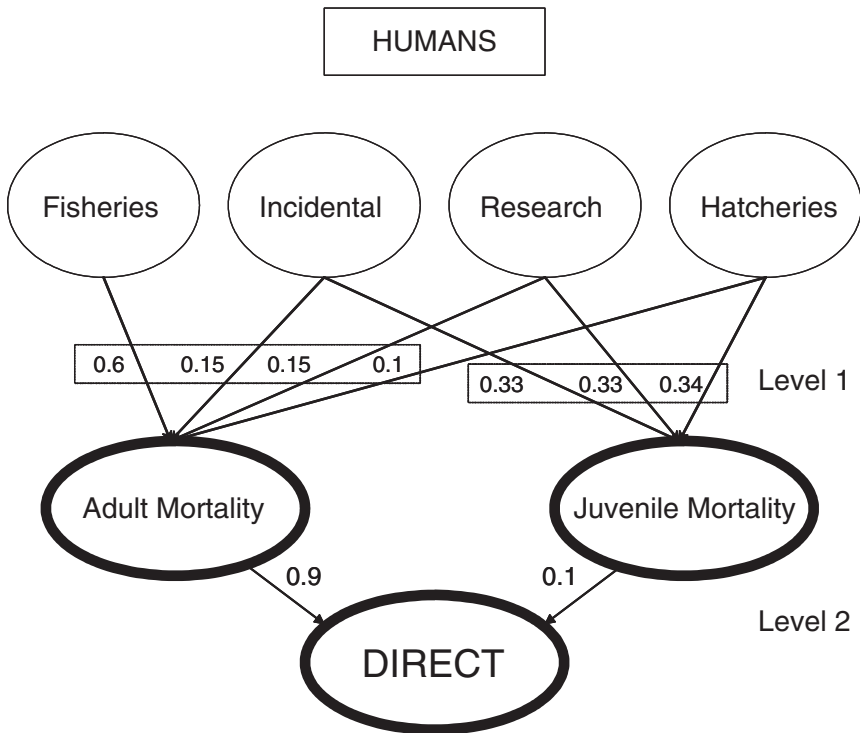 HUMANS
Fisheries Incidental Research Hatcheries
0.6 0.15 0.15 0.1
0.33 0.33 0.34
Level 1
Adult Mortality Juvenile Mortality
0.9 0.1
Level 2
DIRECT